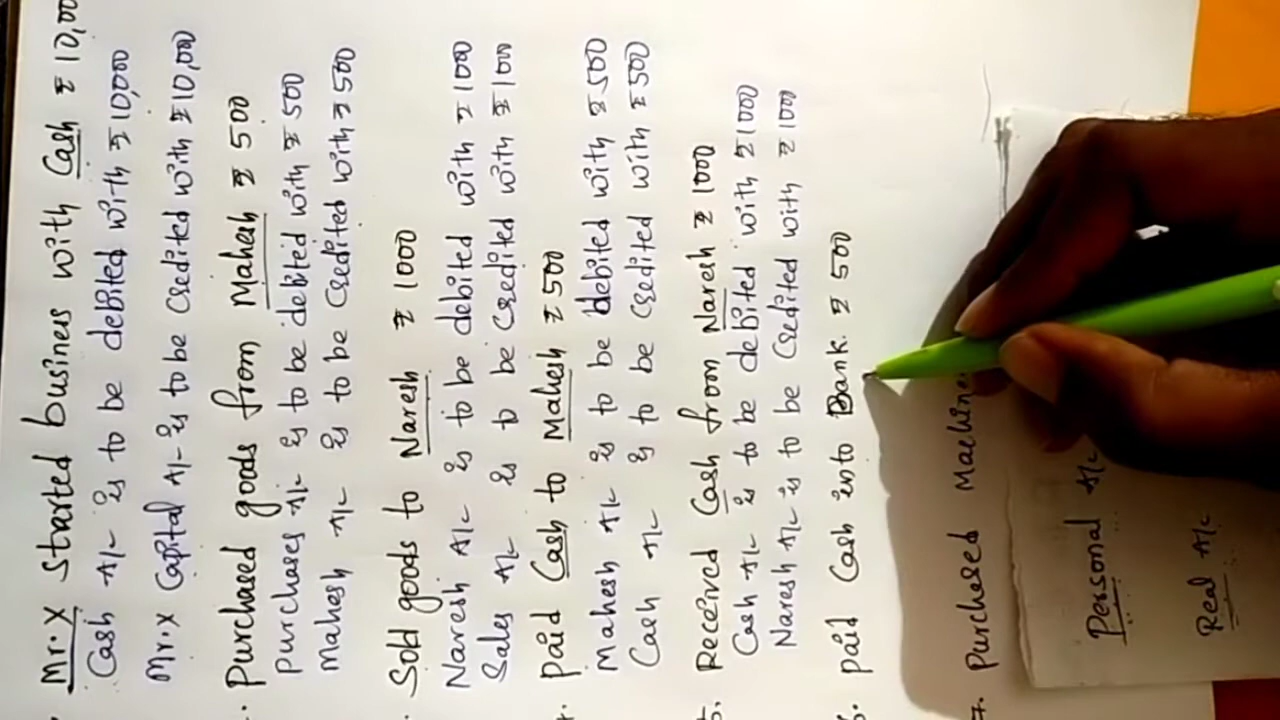 Mr. X Started business with Cash ₹ 10,00
Cash A/c is to be debited with ₹ 10,000
Mr. X Capital A/c is to be Credited with ₹ 10,000
. Purchased goods from Mahesh ₹ 500
Purchases A/c is to be debited with ₹ 500
Mahesh A/c is to be Credited with ₹ 500
. Sold goods to Naresh ₹ 1000
Naresh A/c is to be debited with ₹ 1000
Sales A/c is to be Credited with ₹ 1000
paid Cash to Mahesh ₹ 500
Mahesh A/c is to be debited with ₹ 500
Cash A/c is to be Credited with ₹ 500
5. Received Cash from Naresh ₹ 1000
Cash A/c is to be debited with ₹ 1000
Naresh A/c is to be Credited with ₹ 1000
paid Cash into Bank. ₹ 500
7. Purchased Machine
Personal A/c
Real A/c